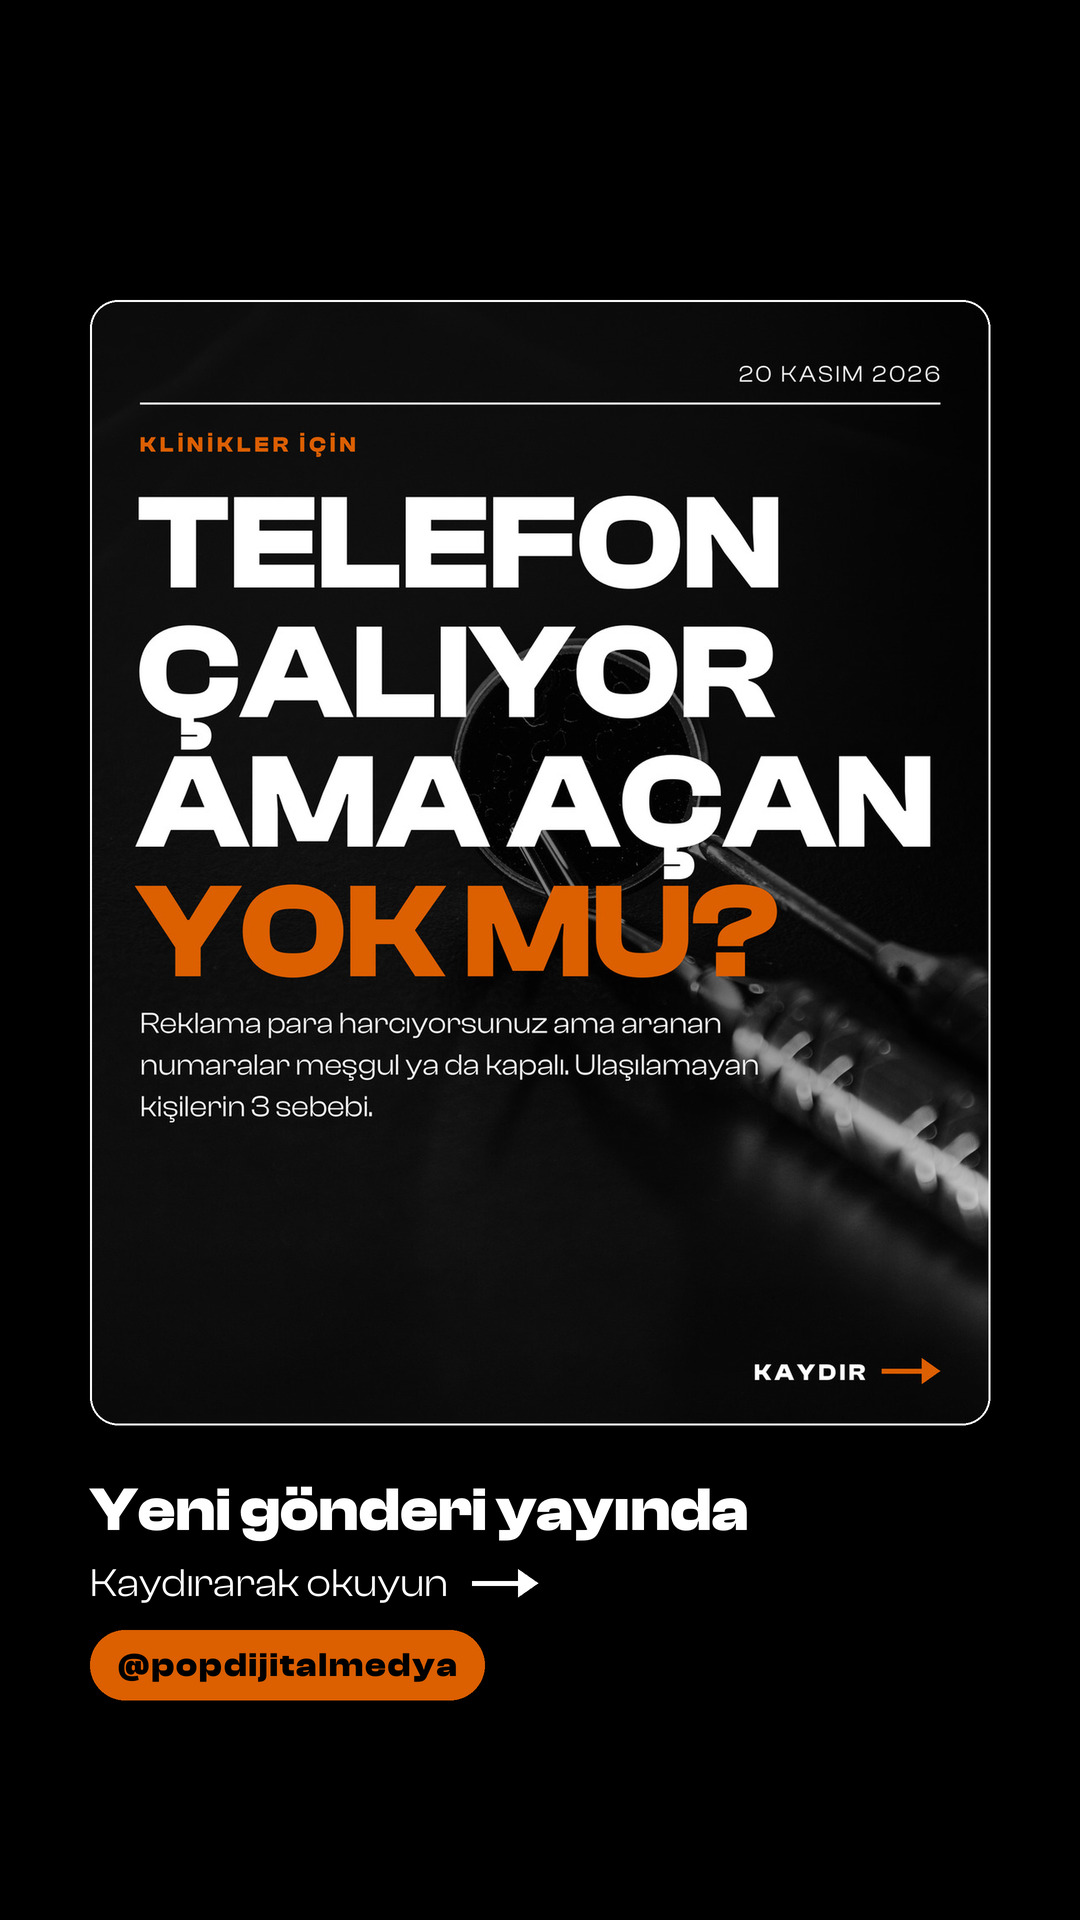 20 KASIM 2026
KLİNİKLER İÇİN
TELEFON
ÇALIYOR
AMA AÇAN
YOK MU?
Reklama para harcıyorsunuz ama aranan
numaralar meşgul ya da kapalı. Ulaşılamayan
kişilerin 3 sebebi.
KAYDIR
Yeni gönderi yayında
Kaydırarak okuyun
@popdijitalmedya